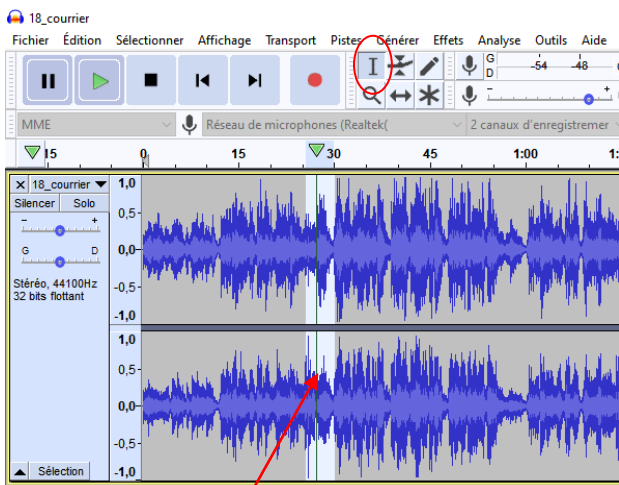 18_courrier
Fichier Édition Sélectionner Affichage Transport Pistes Générer Effets Analyse Outils Aide
G
D
-54 -48
- +
MME Réseau de microphones (Realtek( 2 canaux d'enregistremer
15 0 15 30 45 1:00 1:
× 18_courrier
Silencer Solo
- +
G D
Stéréo, 44100Hz
32 bits flottant
Sélection
1,0
0,5-
0,0-
-0,5-
-1,0
1,0
0,5-
0,0-
-0,5-
-1,0